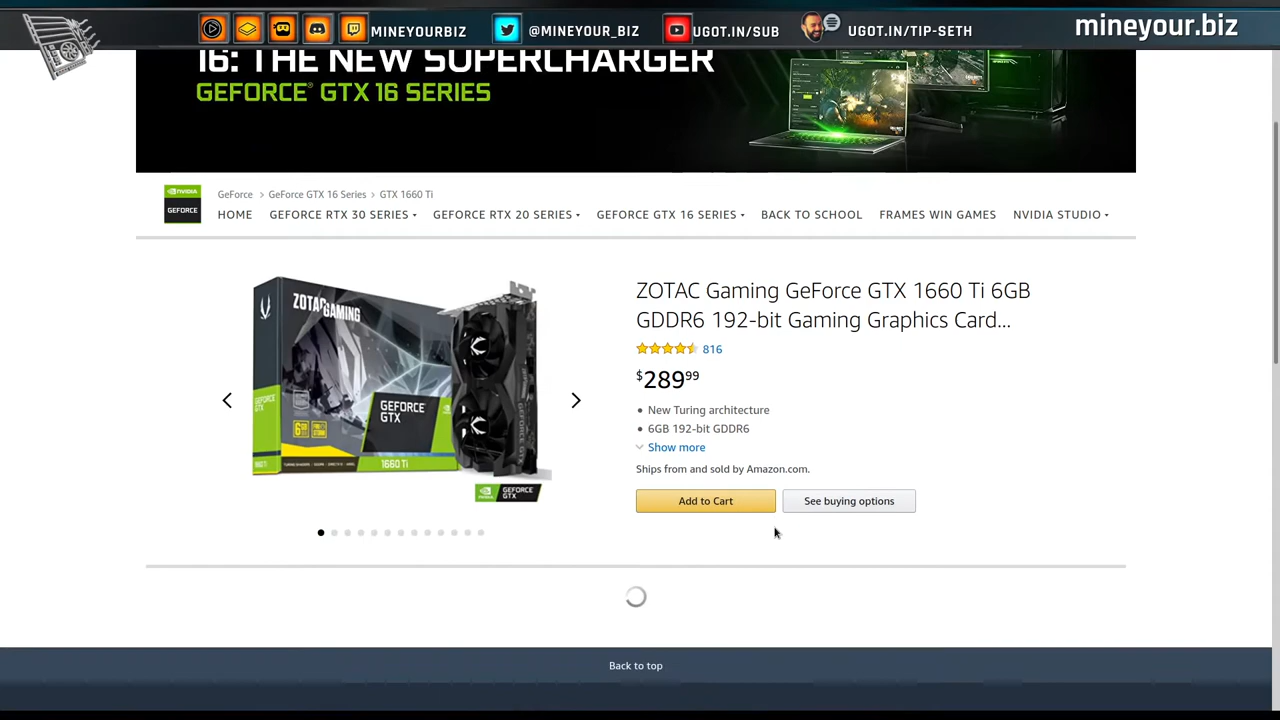 MINEYOURBIZ
@MINEYOUR_BIZ
UGOT.IN/SUB
UGOT.IN/TIP-SETH
mineyour.biz
16: THE NEW SUPERCHARGER
GEFORCE® GTX 16 SERIES
NVIDIA
GEFORCE
GeForce > GeForce GTX 16 Series > GTX 1660 Ti
HOME GEFORCE RTX 30 SERIES GEFORCE RTX 20 SERIES GEFORCE GTX 16 SERIES BACK TO SCHOOL FRAMES WIN GAMES NVIDIA STUDIO
ZOTAC GAMING
GEFORCE
GTX
6GB
1660 Ti
GEFORCE
GTX
ZOTAC Gaming GeForce GTX 1660 Ti 6GB
GDDR6 192-bit Gaming Graphics Card...
816
$289.99
• New Turing architecture
• 6GB 192-bit GDDR6
Show more
Ships from and sold by Amazon.com.
Add to Cart
See buying options
Back to top